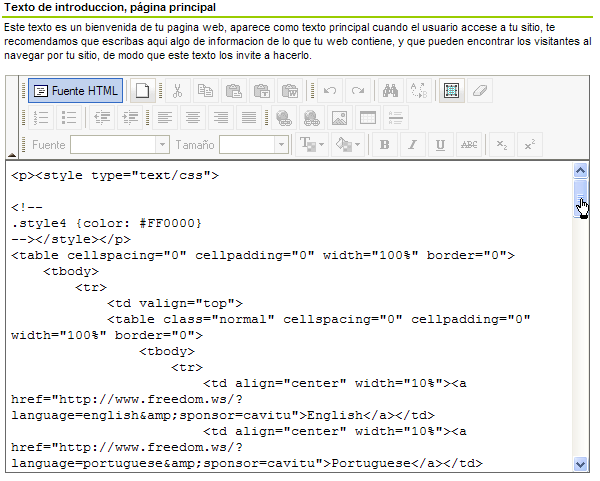 Texto de introduccion, página principal
Este texto es un bienvenida de tu pagina web, aparece como texto principal cuando el usuario accese a tu sitio, te
recomendamos que escribas aqui algo de informacion de lo que tu web contiene, y que pueden encontrar los visitantes al
navegar por tu sitio, de modo que este texto los invite a hacerlo.
Fuente HTML
Fuente Tamaño B I U ABC x₂ x²
<p><style type="text/css">
<!--
.style4 {color: #FF0000}
--></style></p>
<table cellspacing="0" cellpadding="0" width="100%" border="0">
<tbody>
<tr>
<td valign="top">
<table class="normal" cellspacing="0" cellpadding="0"
width="100%" border="0">
<tbody>
<tr>
<td align="center" width="10%"><a
href="http://www.freedom.ws/?
language=english&amp;sponsor=cavitu">English</a></td>
<td align="center" width="10%"><a
href="http://www.freedom.ws/?
language=portuguese&amp;sponsor=cavitu">Portuguese</a></td>